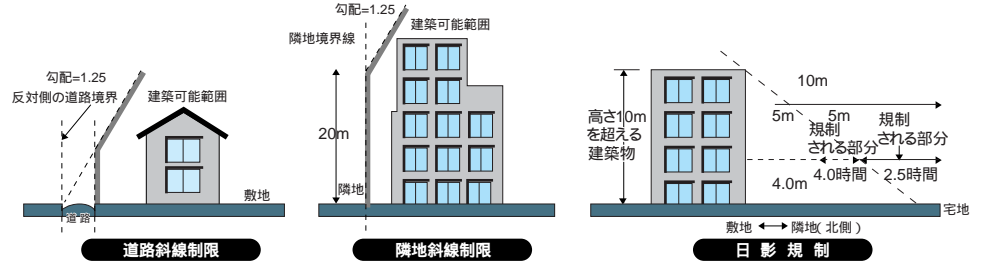 勾配=1.25
反対側の道路境界
建築可能範囲
敷地
道路
道路斜線制限
勾配=1.25
隣地境界線
建築可能範囲
20m
隣地
隣地斜線制限
高さ10m
を超える
建築物
10m
5m
5m
規制
される部分
規制
される部分
4.0m
4.0時間
2.5時間
宅地
敷地
隣地(北側)
日影規制